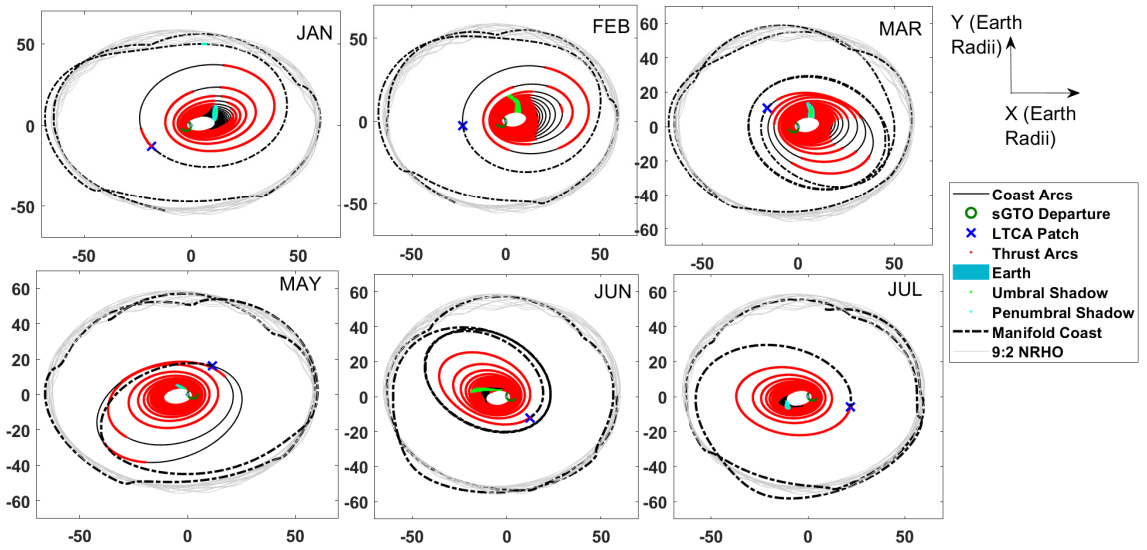 JAN
50
0
-50
-50
0
50
FEB
50
0
-50
-50
0
50
MAR
60
40
20
0
-20
-40
-60
-50
0
50
Y (Earth
Radii)
X (Earth
Radii)
MAY
60
40
20
0
-20
-40
-60
-50
0
50
JUN
60
40
20
0
-20
-40
-60
-50
0
50
JUL
60
40
20
0
-20
-40
-60
-50
0
50
Coast Arcs
sGTO Departure
LTCA Patch
Thrust Arcs
Earth
Umbral Shadow
Penumbral Shadow
Manifold Coast
9:2 NRHO